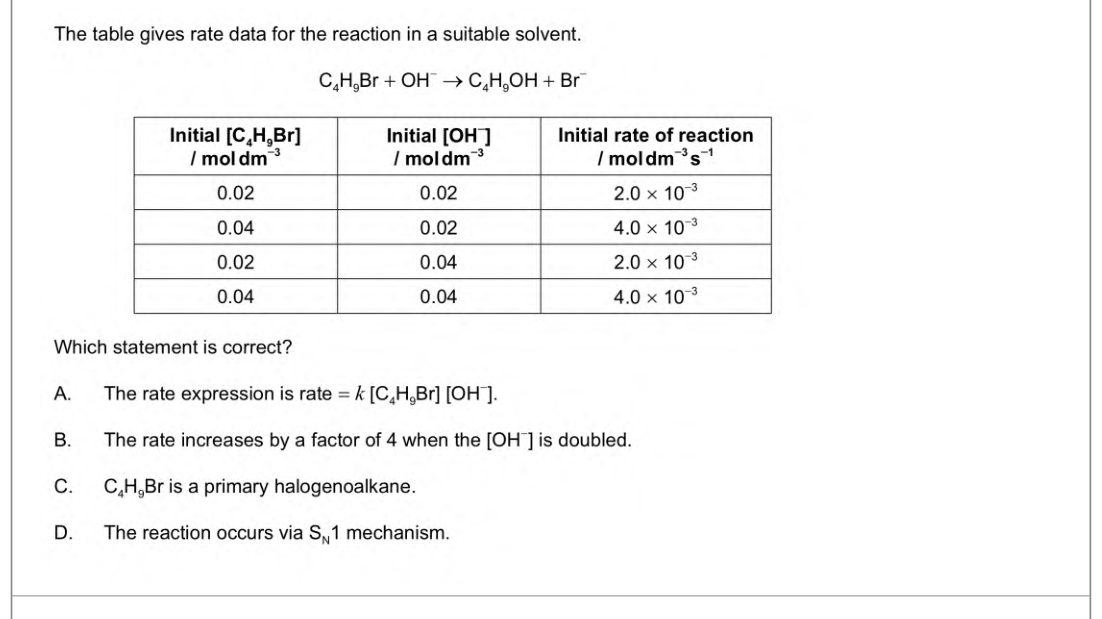 The table gives rate data for the reaction in a suitable solvent.
C₄H₉Br + OH⁻ → C₄H₉OH + Br⁻
Initial [C₄H₉Br] / mol dm⁻³ Initial [OH⁻] / mol dm⁻³ Initial rate of reaction / mol dm⁻³ s⁻¹
0.02 0.02 2.0 × 10⁻³
0.04 0.02 4.0 × 10⁻³
0.02 0.04 2.0 × 10⁻³
0.04 0.04 4.0 × 10⁻³
Which statement is correct?
A. The rate expression is rate = k [C₄H₉Br] [OH⁻].
B. The rate increases by a factor of 4 when the [OH⁻] is doubled.
C. C₄H₉Br is a primary halogenoalkane.
D. The reaction occurs via Sₙ1 mechanism.